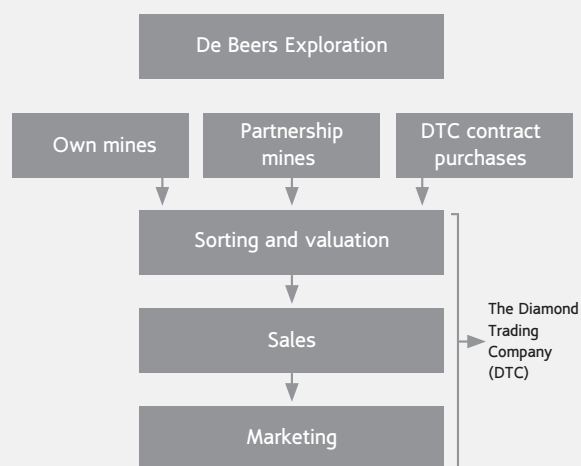 De Beers Exploration
Own mines
Partnership
mines
DTC contract
purchases
Sorting and valuation
Sales
The Diamond
Trading
Company
(DTC)
Marketing